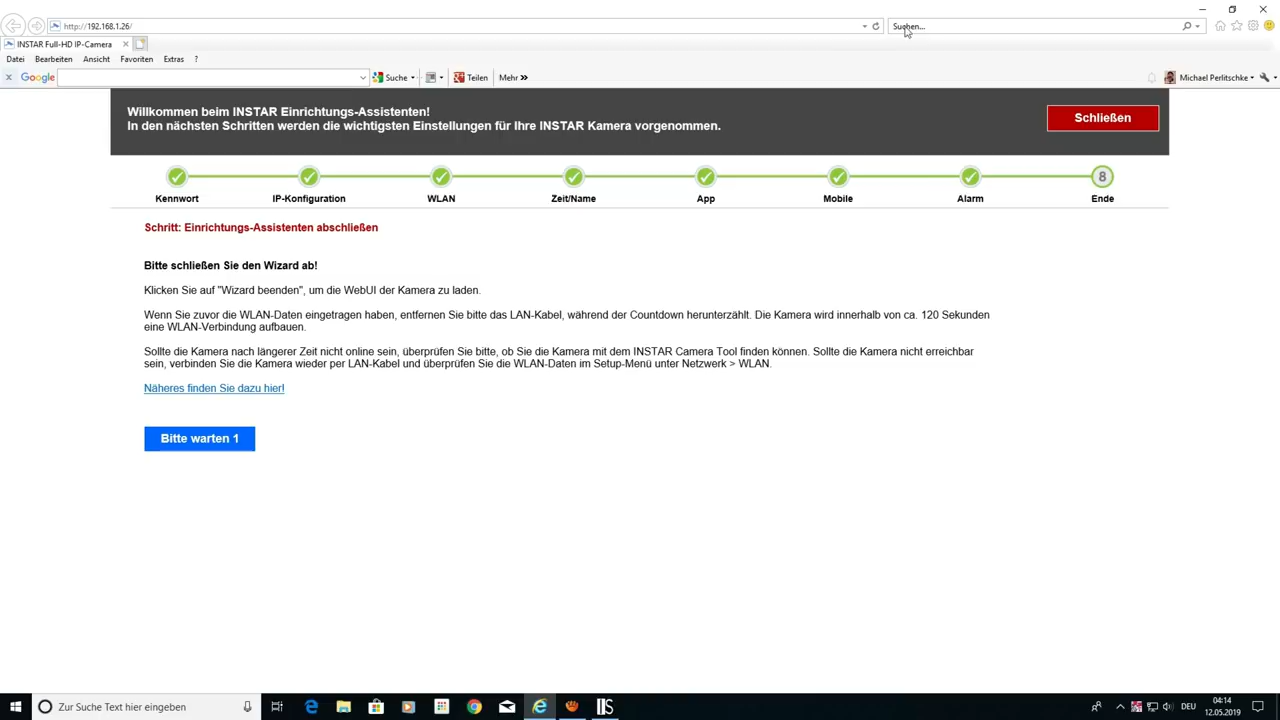 http://192.168.1.26/
Suchen...
INSTAR Full-HD IP-Camera
Datei Bearbeiten Ansicht Favoriten Extras ?
Google Suche Teilen Mehr Michael Perlitschke
Willkommen beim INSTAR Einrichtungs-Assistenten!
In den nächsten Schritten werden die wichtigsten Einstellungen für Ihre INSTAR Kamera vorgenommen.
Schließen
8
Kennwort IP-Konfiguration WLAN Zeit/Name App Mobile Alarm Ende
Schritt: Einrichtungs-Assistenten abschließen
Bitte schließen Sie den Wizard ab!
Klicken Sie auf "Wizard beenden", um die WebUI der Kamera zu laden.
Wenn Sie zuvor die WLAN-Daten eingetragen haben, entfernen Sie bitte das LAN-Kabel, während der Countdown herunterzählt. Die Kamera wird innerhalb von ca. 120 Sekunden
eine WLAN-Verbindung aufbauen.
Sollte die Kamera nach längerer Zeit nicht online sein, überprüfen Sie bitte, ob Sie die Kamera mit dem INSTAR Camera Tool finden können. Sollte die Kamera nicht erreichbar
sein, verbinden Sie die Kamera wieder per LAN-Kabel und überprüfen Sie die WLAN-Daten im Setup-Menü unter Netzwerk > WLAN.
Näheres finden Sie dazu hier!
Bitte warten 1
Zur Suche Text hier eingeben
DEU
04:14
12.05.2019